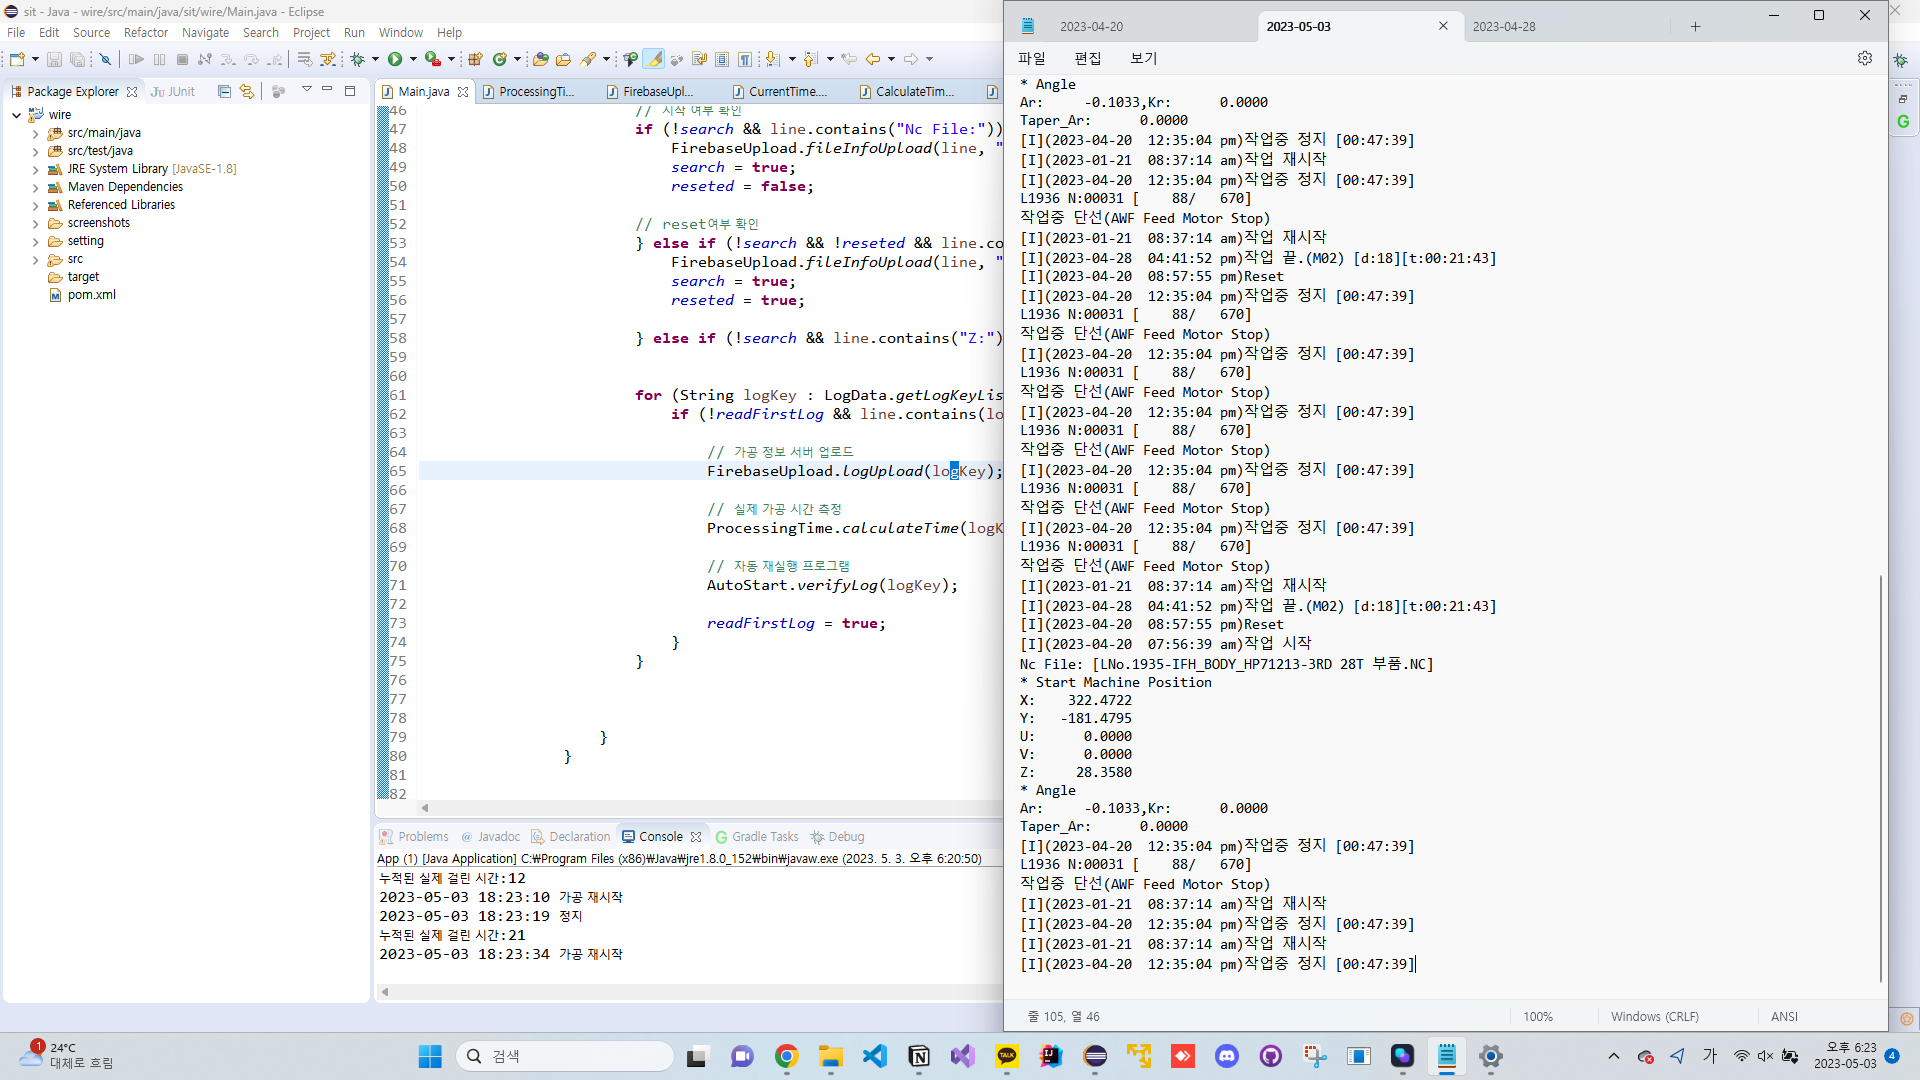 sit - Java - wire/src/main/java/sit/wire/Main.java - Eclipse
File Edit Source Refactor Navigate Search Project Run Window Help
Package Explorer
JUnit
wire
src/main/java
src/test/java
JRE System Library [JavaSE-1.8]
Maven Dependencies
Referenced Libraries
screenshots
setting
src
target
pom.xml
Main.java ProcessingTi... FirebaseUpl... CurrentTime.... CalculateTim...
46 // 시작 여부 확인
47 if (!search && line.contains("Nc File:"))
48 FirebaseUpload.fileInfoUpload(line, "
49 search = true;
50 reseted = false;
51
52 // reset여부 확인
53 } else if (!search && !reseted && line.co
54 FirebaseUpload.fileInfoUpload(line, "
55 search = true;
56 reseted = true;
57
58 } else if (!search && line.contains("Z:")
59
60
61 for (String logKey : LogData.getLogKeyLis
62 if (!readFirstLog && line.contains(lo
63
64 // 가공 정보 서버 업로드
65 FirebaseUpload.logUpload(logKey);
66
67 // 실제 가공 시간 측정
68 ProcessingTime.calculateTime(logK
69
70 // 자동 재실행 프로그램
71 AutoStart.verifyLog(logKey);
72
73 readFirstLog = true;
74 }
75 }
76
77
78
79 }
80 }
81
82
Problems Javadoc Declaration Console Gradle Tasks Debug
App (1) [Java Application] C:₩Program Files (x86)₩Java₩jre1.8.0_152₩bin₩javaw.exe (2023. 5. 3. 오후 6:20:50)
누적된 실제 걸린 시간:12
2023-05-03 18:23:10 가공 재시작
2023-05-03 18:23:19 정지
누적된 실제 걸린 시간:21
2023-05-03 18:23:34 가공 재시작
2023-04-20 2023-05-03 2023-04-28
파일 편집 보기
* Angle
Ar: -0.1033,Kr: 0.0000
Taper_Ar: 0.0000
[I](2023-04-20 12:35:04 pm)작업중 정지 [00:47:39]
[I](2023-01-21 08:37:14 am)작업 재시작
[I](2023-04-20 12:35:04 pm)작업중 정지 [00:47:39]
L1936 N:00031 [ 88/ 670]
작업중 단선(AWF Feed Motor Stop)
[I](2023-01-21 08:37:14 am)작업 재시작
[I](2023-04-28 04:41:52 pm)작업 끝.(M02) [d:18][t:00:21:43]
[I](2023-04-20 08:57:55 pm)Reset
[I](2023-04-20 12:35:04 pm)작업중 정지 [00:47:39]
L1936 N:00031 [ 88/ 670]
작업중 단선(AWF Feed Motor Stop)
[I](2023-04-20 12:35:04 pm)작업중 정지 [00:47:39]
L1936 N:00031 [ 88/ 670]
작업중 단선(AWF Feed Motor Stop)
[I](2023-04-20 12:35:04 pm)작업중 정지 [00:47:39]
L1936 N:00031 [ 88/ 670]
작업중 단선(AWF Feed Motor Stop)
[I](2023-04-20 12:35:04 pm)작업중 정지 [00:47:39]
L1936 N:00031 [ 88/ 670]
작업중 단선(AWF Feed Motor Stop)
[I](2023-04-20 12:35:04 pm)작업중 정지 [00:47:39]
L1936 N:00031 [ 88/ 670]
작업중 단선(AWF Feed Motor Stop)
[I](2023-01-21 08:37:14 am)작업 재시작
[I](2023-04-28 04:41:52 pm)작업 끝.(M02) [d:18][t:00:21:43]
[I](2023-04-20 08:57:55 pm)Reset
[I](2023-04-20 07:56:39 am)작업 시작
Nc File: [LNo.1935-IFH_BODY_HP71213-3RD 28T 부품.NC]
* Start Machine Position
X: 322.4722
Y: -181.4795
U: 0.0000
V: 0.0000
Z: 28.3580
* Angle
Ar: -0.1033,Kr: 0.0000
Taper_Ar: 0.0000
[I](2023-04-20 12:35:04 pm)작업중 정지 [00:47:39]
L1936 N:00031 [ 88/ 670]
작업중 단선(AWF Feed Motor Stop)
[I](2023-01-21 08:37:14 am)작업 재시작
[I](2023-04-20 12:35:04 pm)작업중 정지 [00:47:39]
[I](2023-01-21 08:37:14 am)작업 재시작
[I](2023-04-20 12:35:04 pm)작업중 정지 [00:47:39]
줄 105, 열 46 100% Windows (CRLF) ANSI
1
24°C
대체로 흐림
검색
TALK
가
오후 6:23
2023-05-03
4